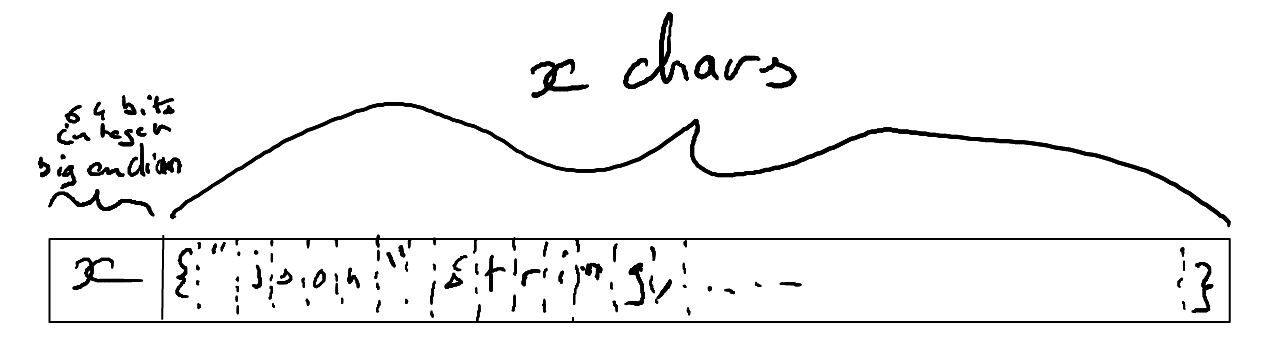 x chars
64 bits
integer
big endian
x {"json" string, ....- }